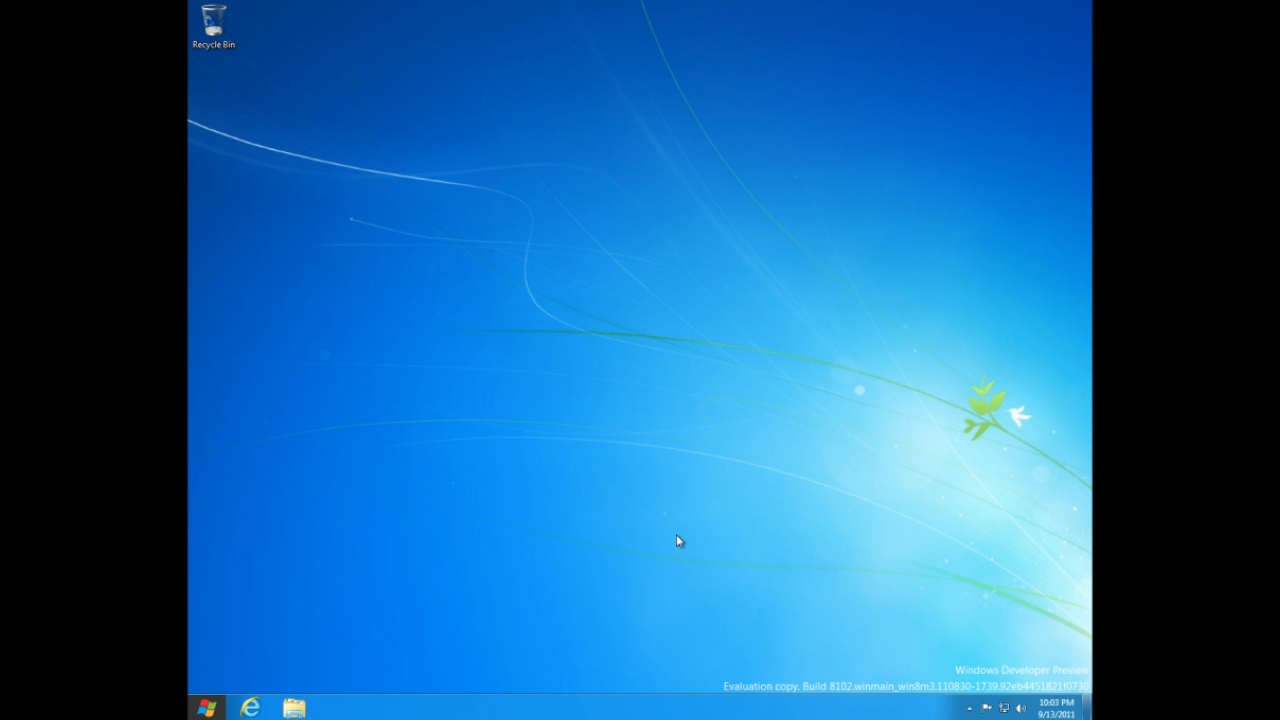 Recycle Bin
Windows Developer Preview
Evaluation copy. Build 8102.winmain_win8m3.110830-1739.92eb4451821f0730
10:03 PM
9/13/2011